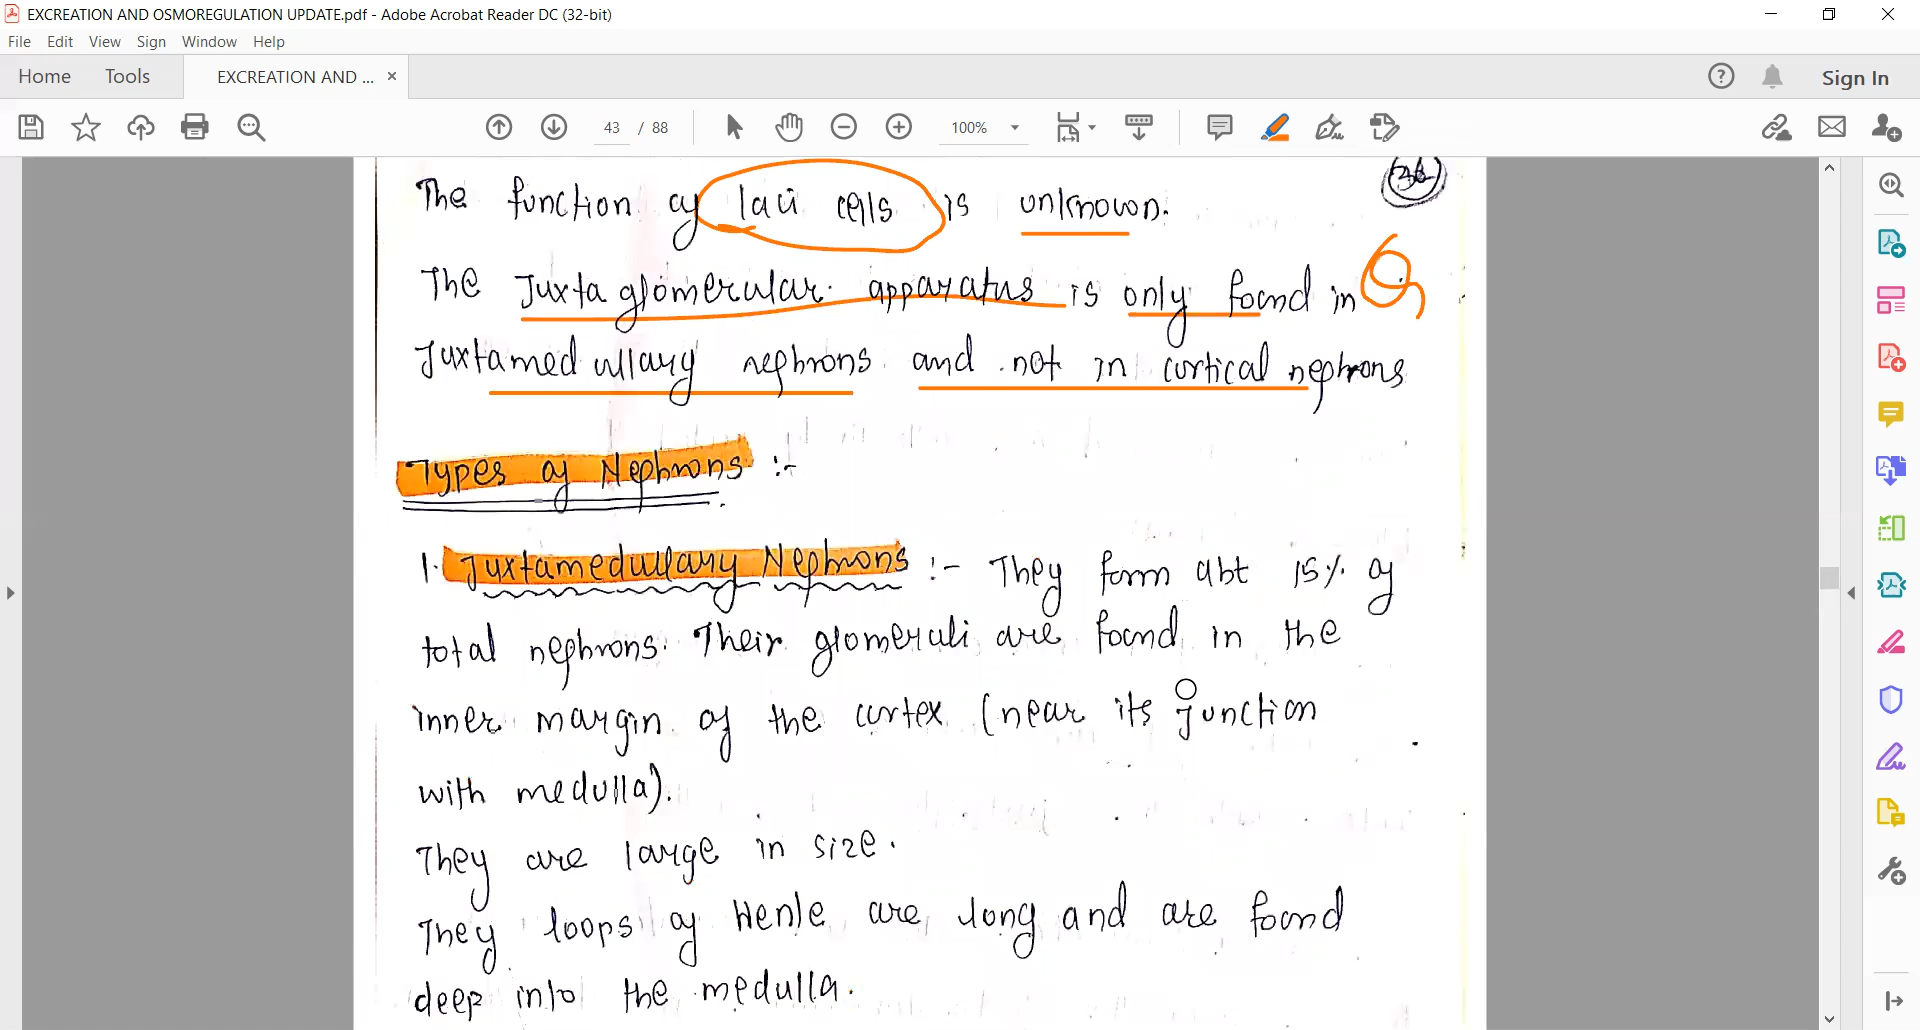 EXCREATION AND OSMOREGULATION UPDATE.pdf - Adobe Acrobat Reader DC (32-bit)
File Edit View Sign Window Help
Home Tools EXCREATION AND ... × Sign In
43 / 88 100%
36
The function of laci cells is unknown.
The Juxta glomerular apparatus is only found in
Juxtamedullary nephrons and not in cortical nephrons
Types of Nephrons :-
1. Juxtamedullary Nephrons :- They form abt 15% of
total nephrons. Their glomeruli are found in the
inner margin of the cortex (near its junction
with medulla).
They are large in size.
They loops of Henle are long and are found
deep into the medulla.